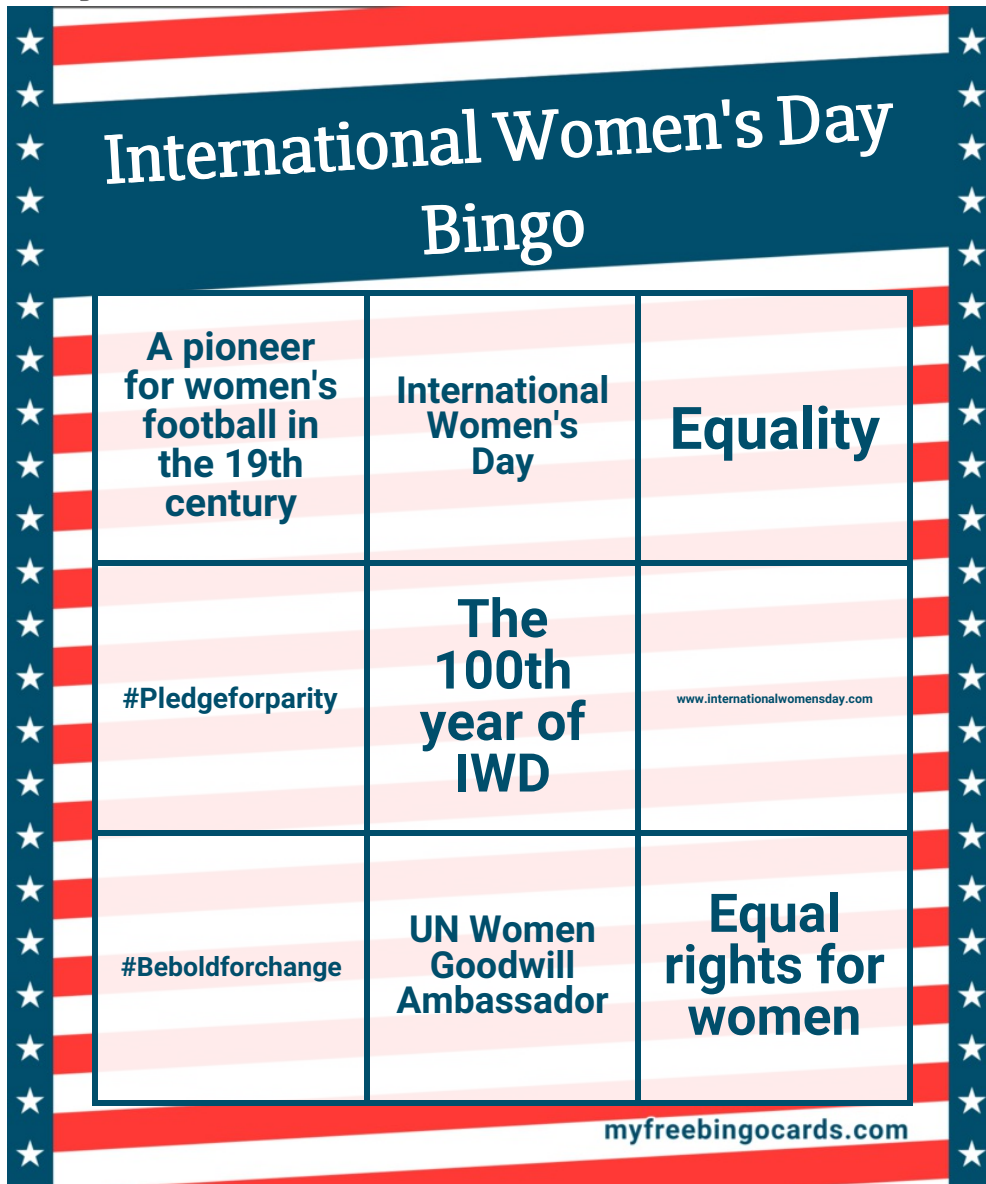 International Women's Day
Bingo
A pioneer
for women's
football in
the 19th
century
International
Women's
Day
Equality
#Pledgeforparity
The
100th
year of
IWD
www.internationalwomensday.com
#Beboldforchange
UN Women
Goodwill
Ambassador
Equal
rights for
women
myfreebingocards.com